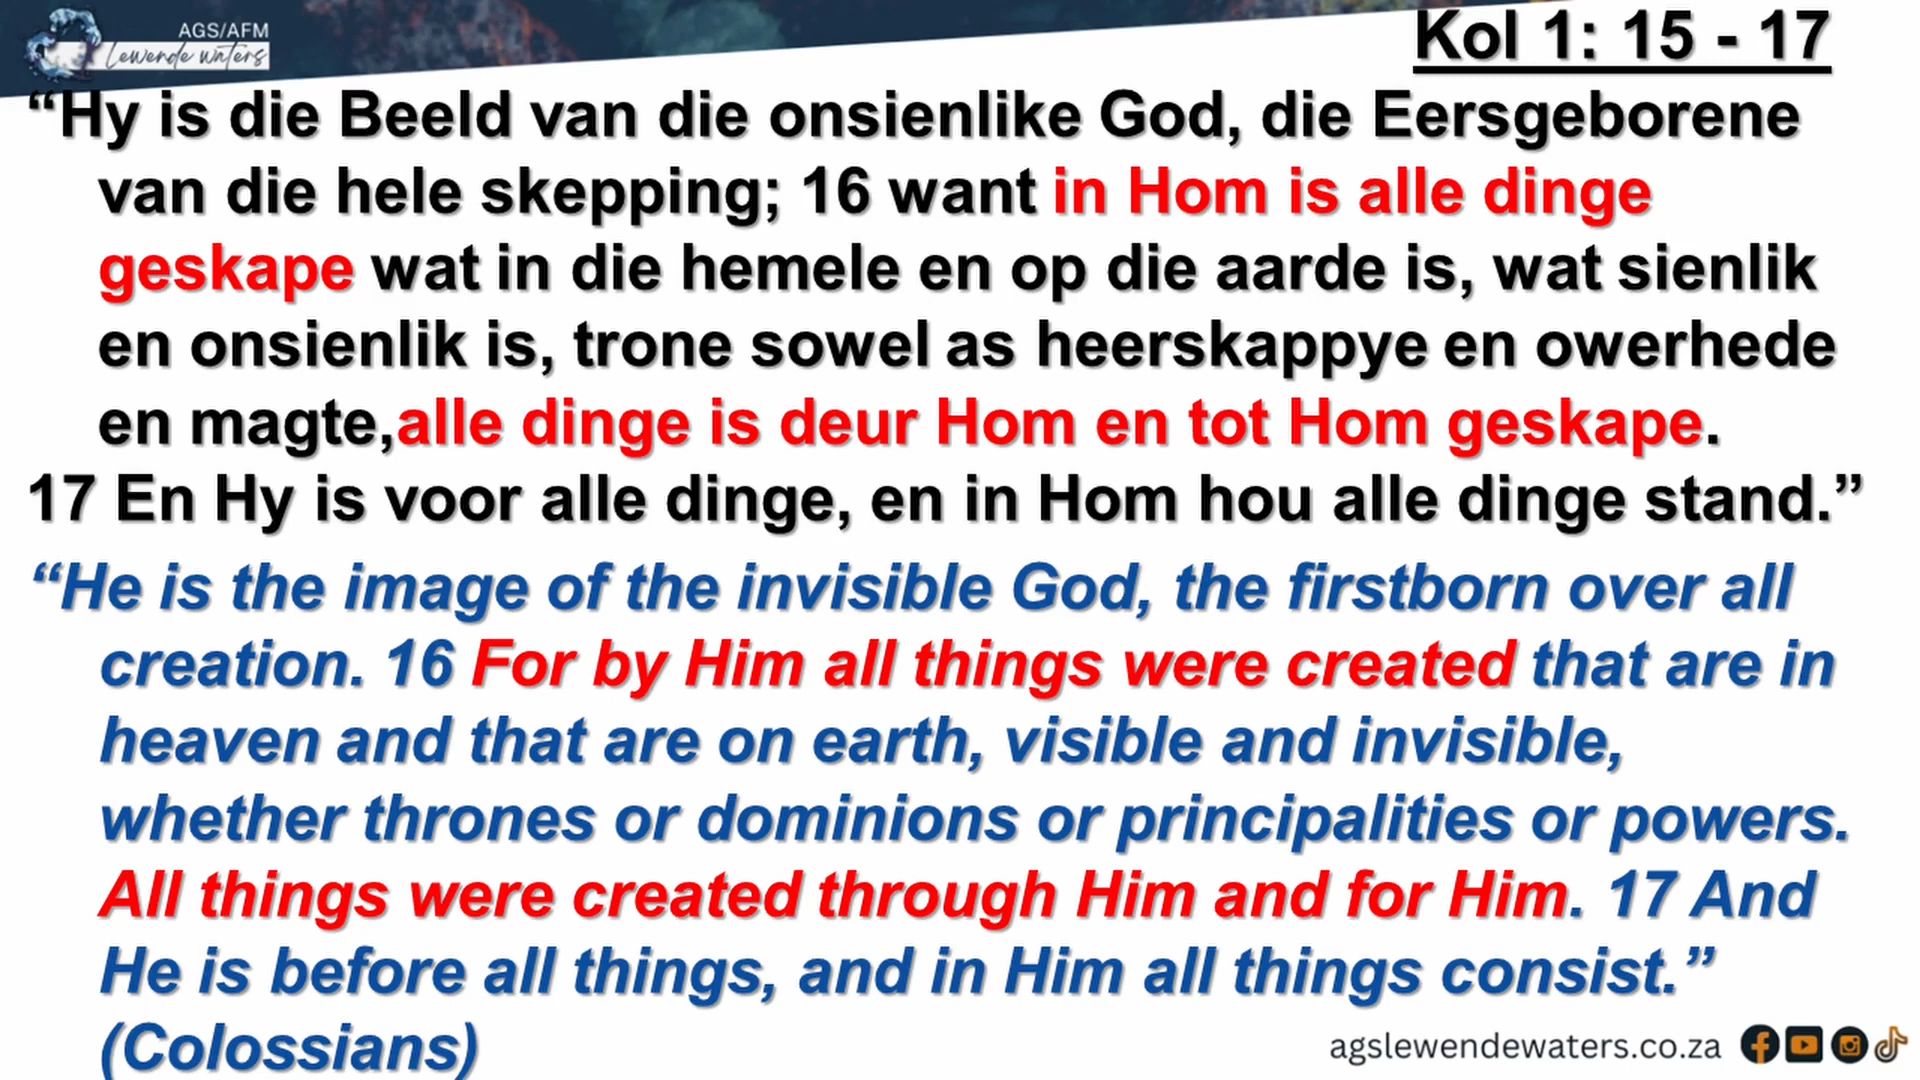 AGS/AFM
Lewende waters
Kol 1: 15 - 17
“Hy is die Beeld van die onsienlike God, die Eersgeborene
van die hele skepping; 16 want in Hom is alle dinge
geskape wat in die hemele en op die aarde is, wat sienlik
en onsienlik is, trone sowel as heerskappye en owerhede
en magte,alle dinge is deur Hom en tot Hom geskape.
17 En Hy is voor alle dinge, en in Hom hou alle dinge stand.”
“He is the image of the invisible God, the firstborn over all
creation. 16 For by Him all things were created that are in
heaven and that are on earth, visible and invisible,
whether thrones or dominions or principalities or powers.
All things were created through Him and for Him. 17 And
He is before all things, and in Him all things consist.”
(Colossians)
agslewendewaters.co.za